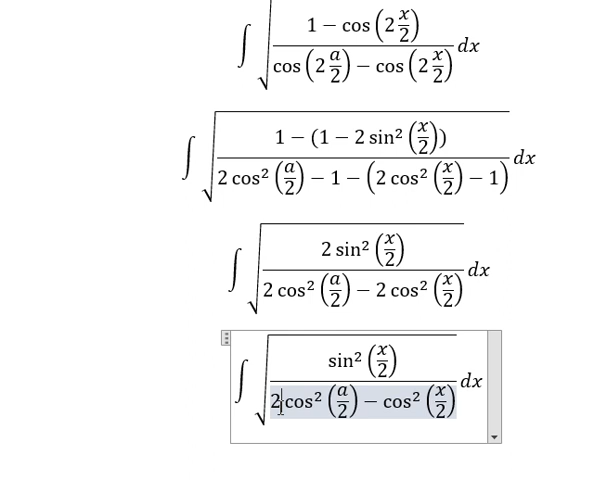 ∫ √((1 − cos (2 x/2)) / (cos (2 a/2) − cos (2 x/2))) dx
∫ √((1 − (1 − 2 sin² (x/2))) / (2 cos² (a/2) − 1 − (2 cos² (x/2) − 1))) dx
∫ √((2 sin² (x/2)) / (2 cos² (a/2) − 2 cos² (x/2))) dx
∫ √((sin² (x/2)) / (2 cos² (a/2) − cos² (x/2))) dx